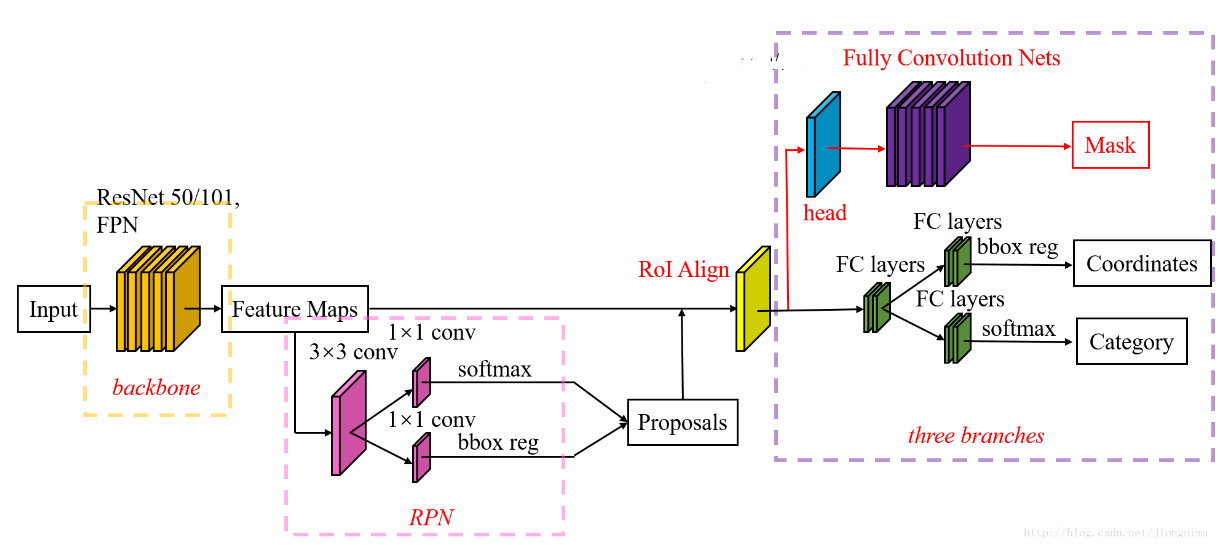 Fully Convolution Nets
Mask
head
ResNet 50/101,
FPN
FC layers
bbox reg
Coordinates
RoI Align
FC layers
FC layers
softmax
Category
Input
Feature Maps
1×1 conv
3×3 conv
softmax
backbone
1×1 conv
bbox reg
Proposals
three branches
RPN
http://blog.csdn.net/jiongnima